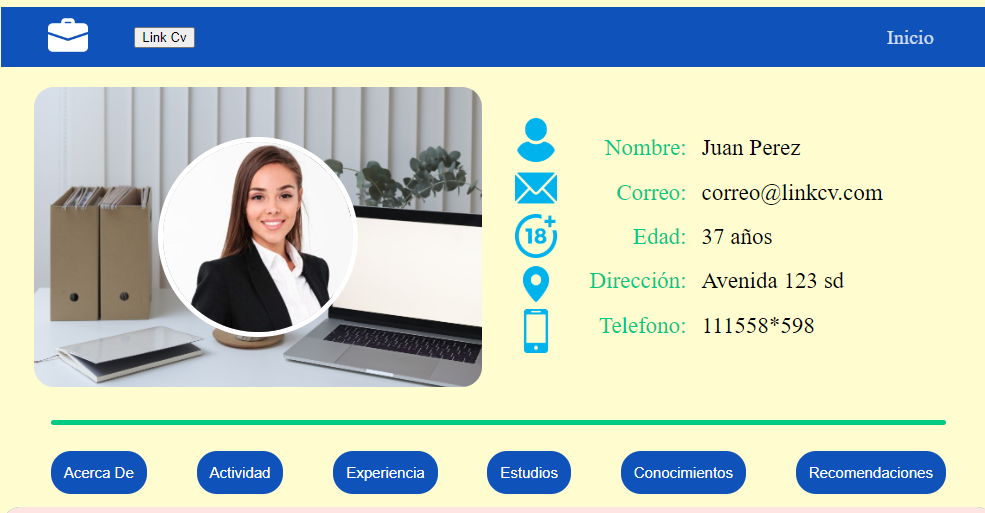 Link Cv
Inicio
Nombre: Juan Perez
Correo: correo@linkcv.com
18+ Edad: 37 años
Dirección: Avenida 123 sd
Telefono: 111558*598
Acerca De Actividad Experiencia Estudios Conocimientos Recomendaciones